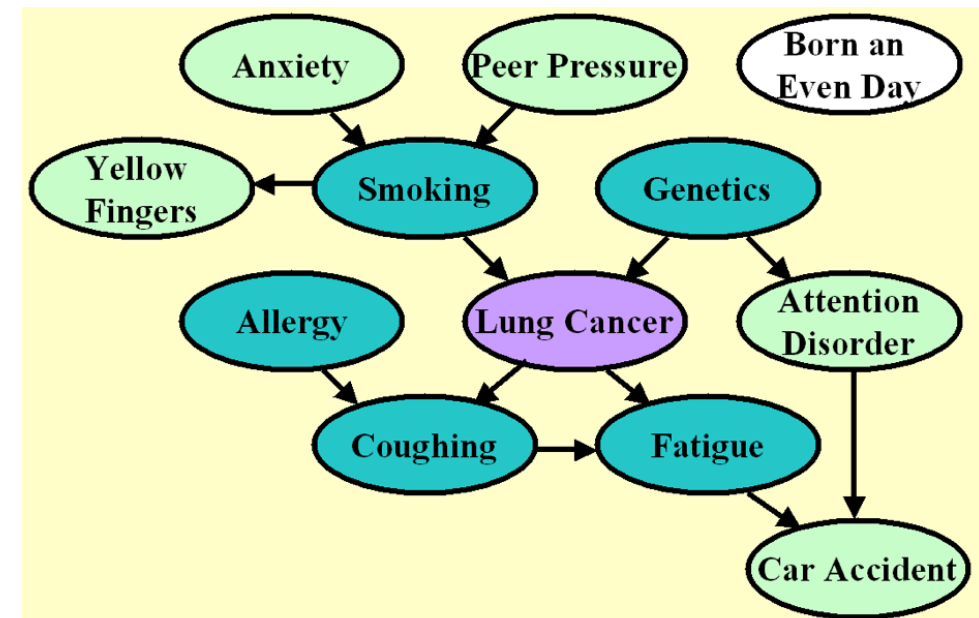 Anxiety
Peer Pressure
Born an
Even Day
Yellow
Fingers
Smoking
Genetics
Allergy
Lung Cancer
Attention
Disorder
Coughing
Fatigue
Car Accident